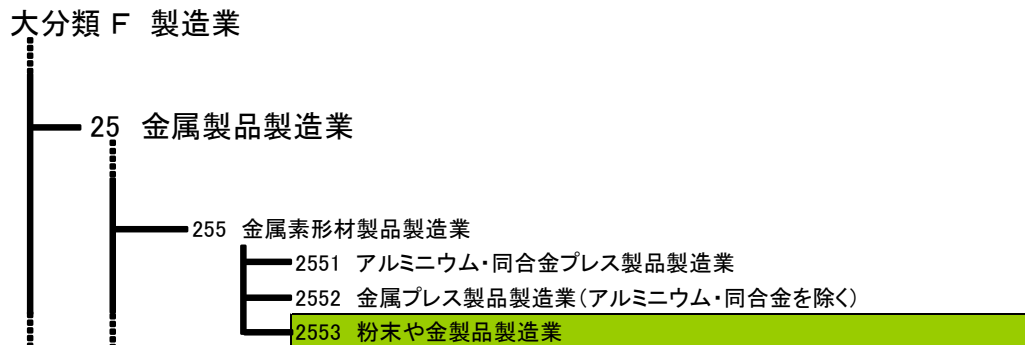 大分類 F 製造業
25 金属製品製造業
255 金属素形材製品製造業
2551 アルミニウム・同合金プレス製品製造業
2552 金属プレス製品製造業(アルミニウム・同合金を除く)
2553 粉末や金製品製造業